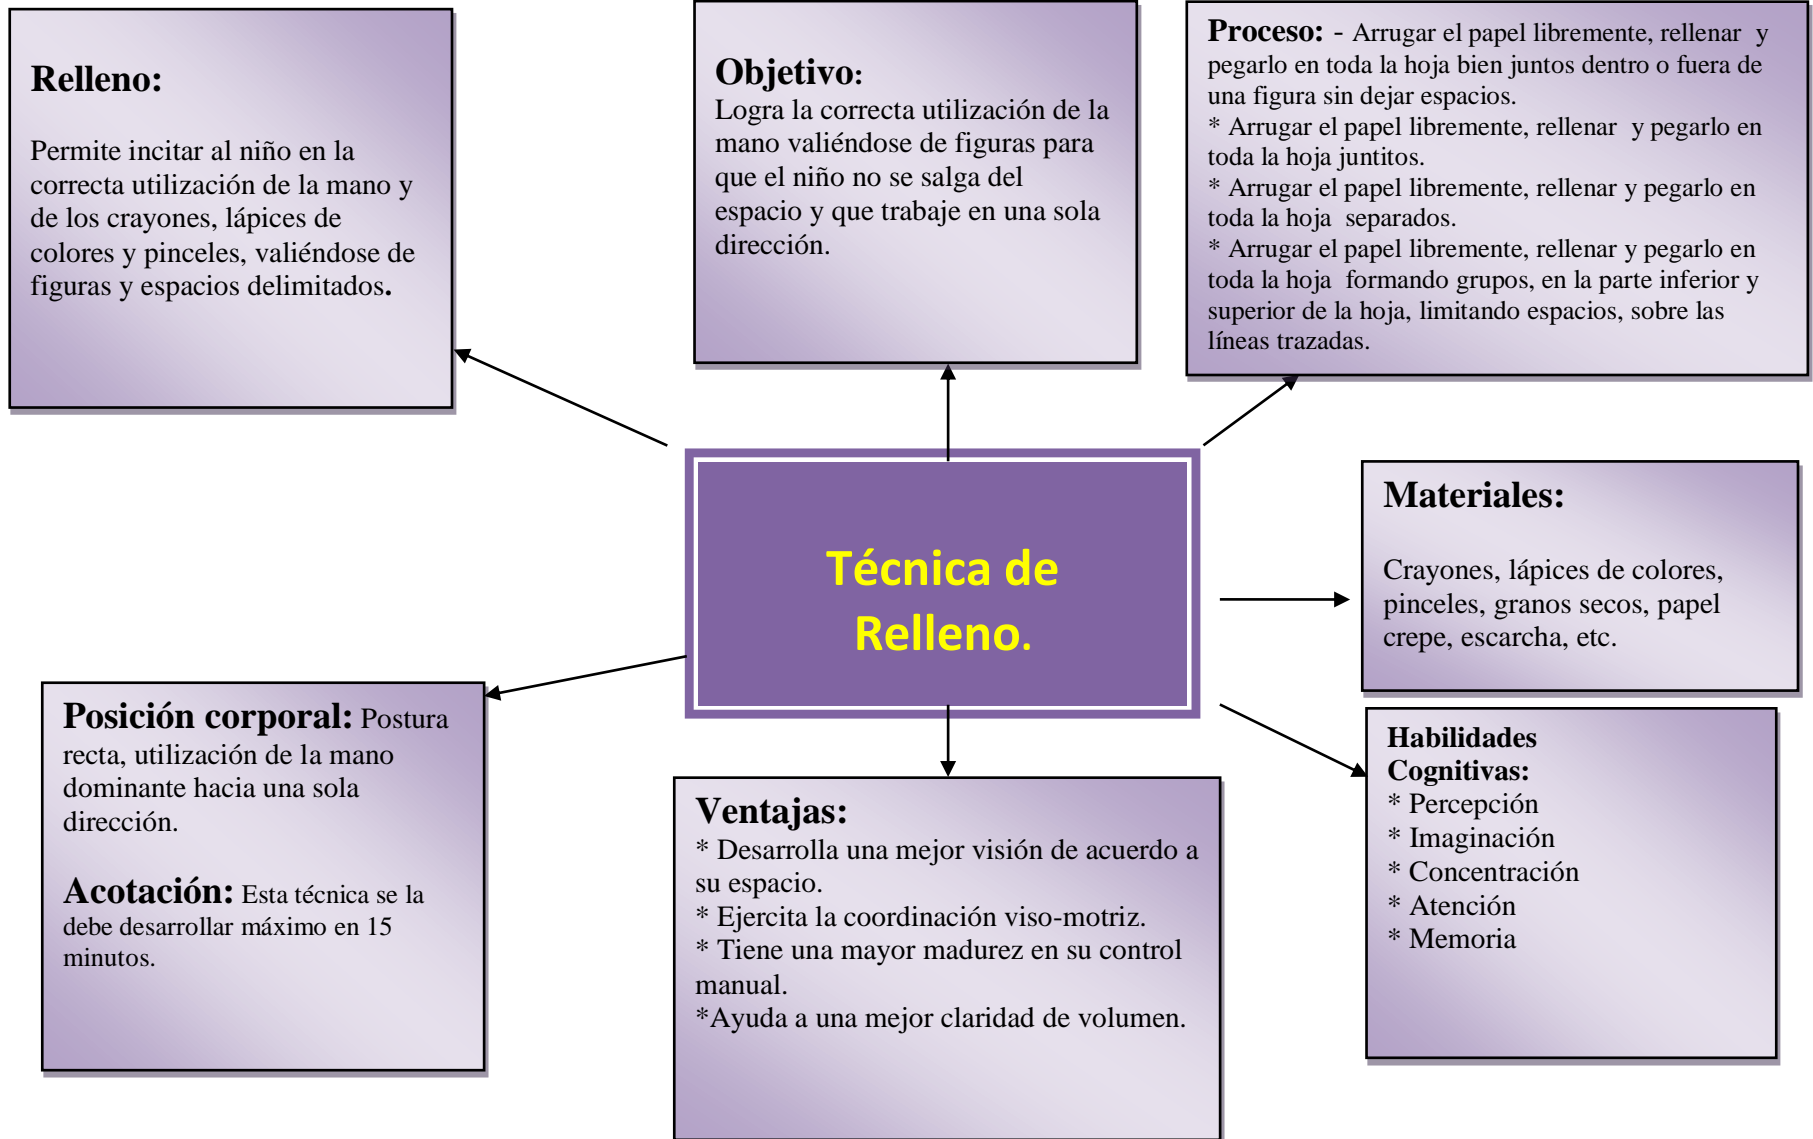 Relleno:
Permite incitar al niño en la
correcta utilización de la mano y
de los crayones, lápices de
colores y pinceles, valiéndose de
figuras y espacios delimitados.
Objetivo:
Logra la correcta utilización de la
mano valiéndose de figuras para
que el niño no se salga del
espacio y que trabaje en una sola
dirección.
Proceso: - Arrugar el papel libremente, rellenar y
pegarlo en toda la hoja bien juntos dentro o fuera de
una figura sin dejar espacios.
* Arrugar el papel libremente, rellenar y pegarlo en
toda la hoja juntitos.
* Arrugar el papel libremente, rellenar y pegarlo en
toda la hoja separados.
* Arrugar el papel libremente, rellenar y pegarlo en
toda la hoja formando grupos, en la parte inferior y
superior de la hoja, limitando espacios, sobre las
líneas trazadas.
Técnica de
Relleno.
Materiales:
Crayones, lápices de colores,
pinceles, granos secos, papel
crepe, escarcha, etc.
Posición corporal: Postura
recta, utilización de la mano
dominante hacia una sola
dirección.
Acotación: Esta técnica se la
debe desarrollar máximo en 15
minutos.
Ventajas:
* Desarrolla una mejor visión de acuerdo a
su espacio.
* Ejercita la coordinación viso-motriz.
* Tiene una mayor madurez en su control
manual.
*Ayuda a una mejor claridad de volumen.
Habilidades
Cognitivas:
* Percepción
* Imaginación
* Concentración
* Atención
* Memoria